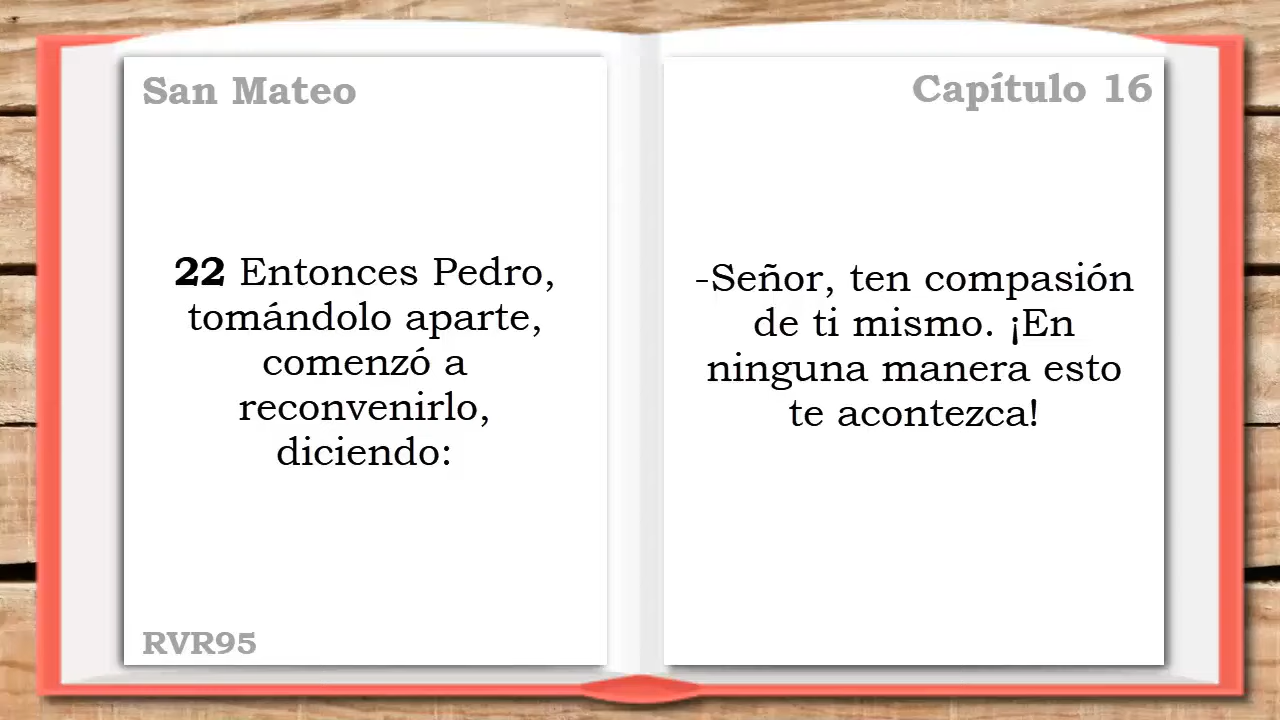 San Mateo
22 Entonces Pedro,
tomándolo aparte,
comenzó a
reconvenirlo,
diciendo:
RVR95
Capítulo 16
-Señor, ten compasión
de ti mismo. ¡En
ninguna manera esto
te acontezca!